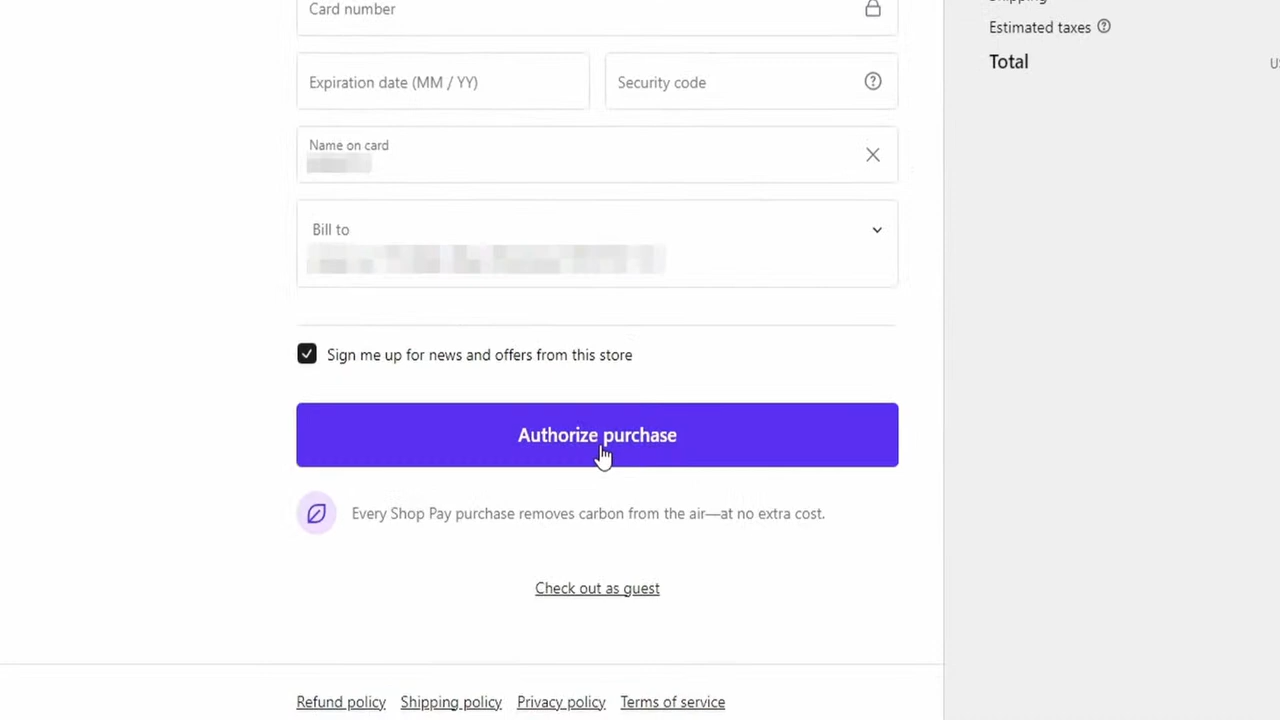 Card number
Estimated taxes
Total
Expiration date (MM / YY)
Security code
Name on card
Bill to
Sign me up for news and offers from this store
Authorize purchase
Every Shop Pay purchase removes carbon from the air—at no extra cost.
Check out as guest
Refund policy Shipping policy Privacy policy Terms of service